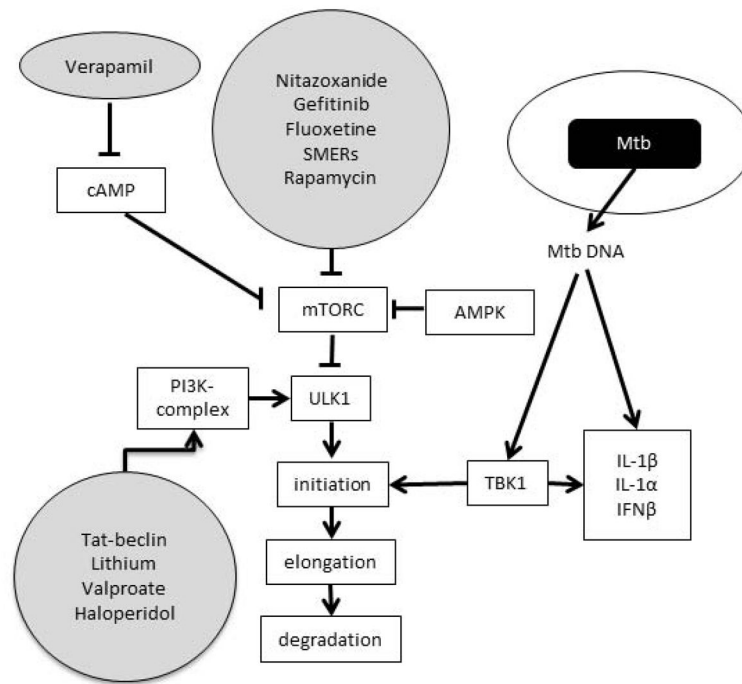 Verapamil
Nitazoxanide
Gefitinib
Fluoxetine
SMERs
Rapamycin
Mtb
cAMP
Mtb DNA
mTORC
AMPK
PI3K-
complex
ULK1
initiation
TBK1
IL-1β
IL-1α
IFNβ
Tat-beclin
Lithium
Valproate
Haloperidol
elongation
degradation